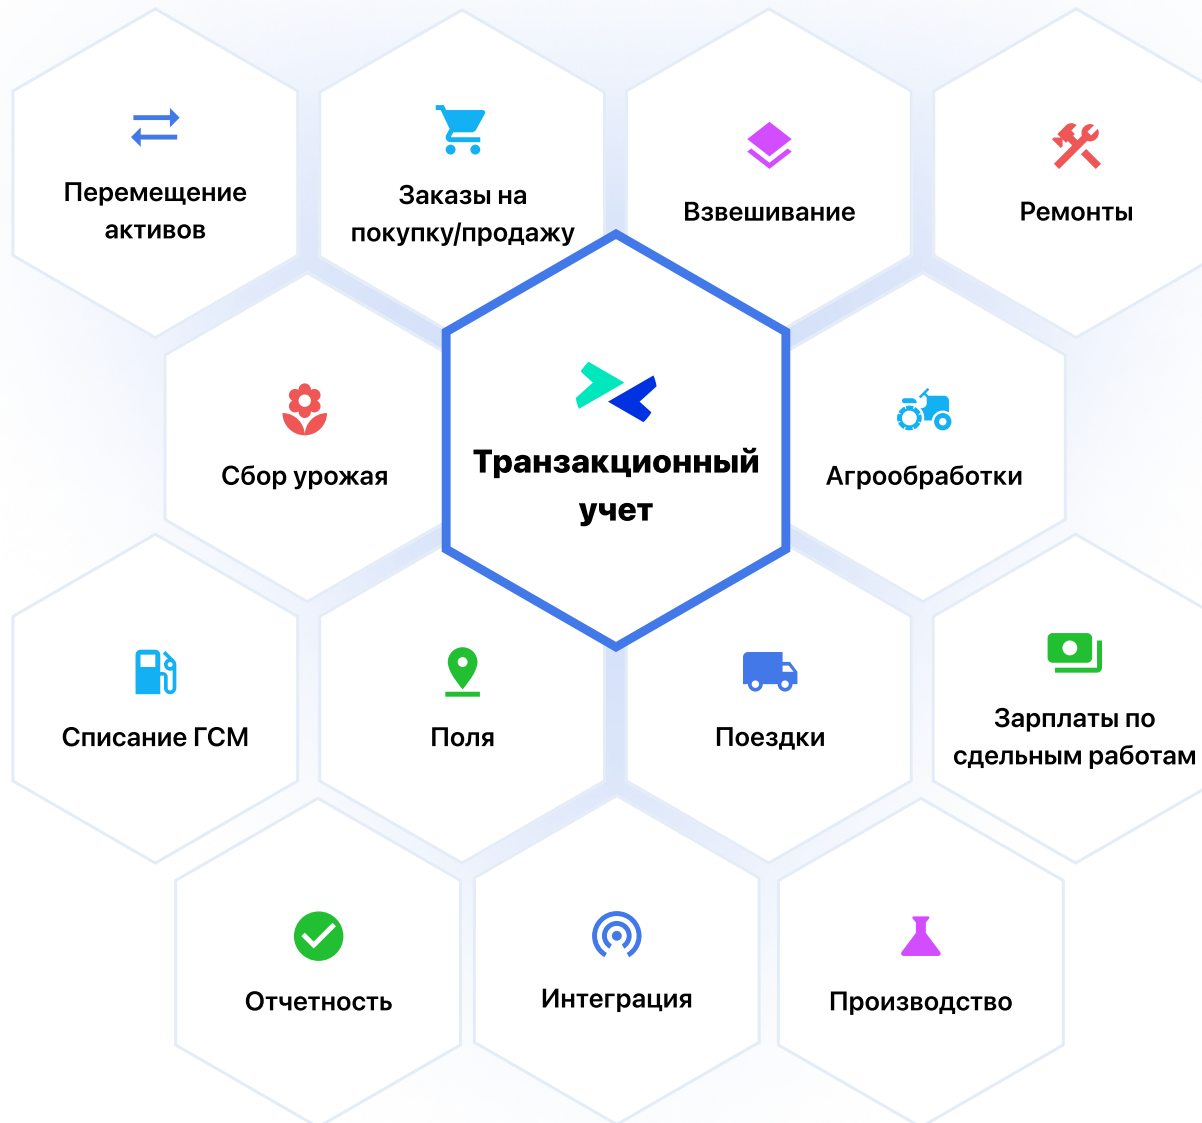 Перемещение
активов
Заказы на
покупку/продажу
Взвешивание
Ремонты
Сбор урожая
Транзакционный
учет
Агрообработки
Списание ГСМ
Поля
Поездки
Зарплаты по
сдельным работам
Отчетность
Интеграция
Производство